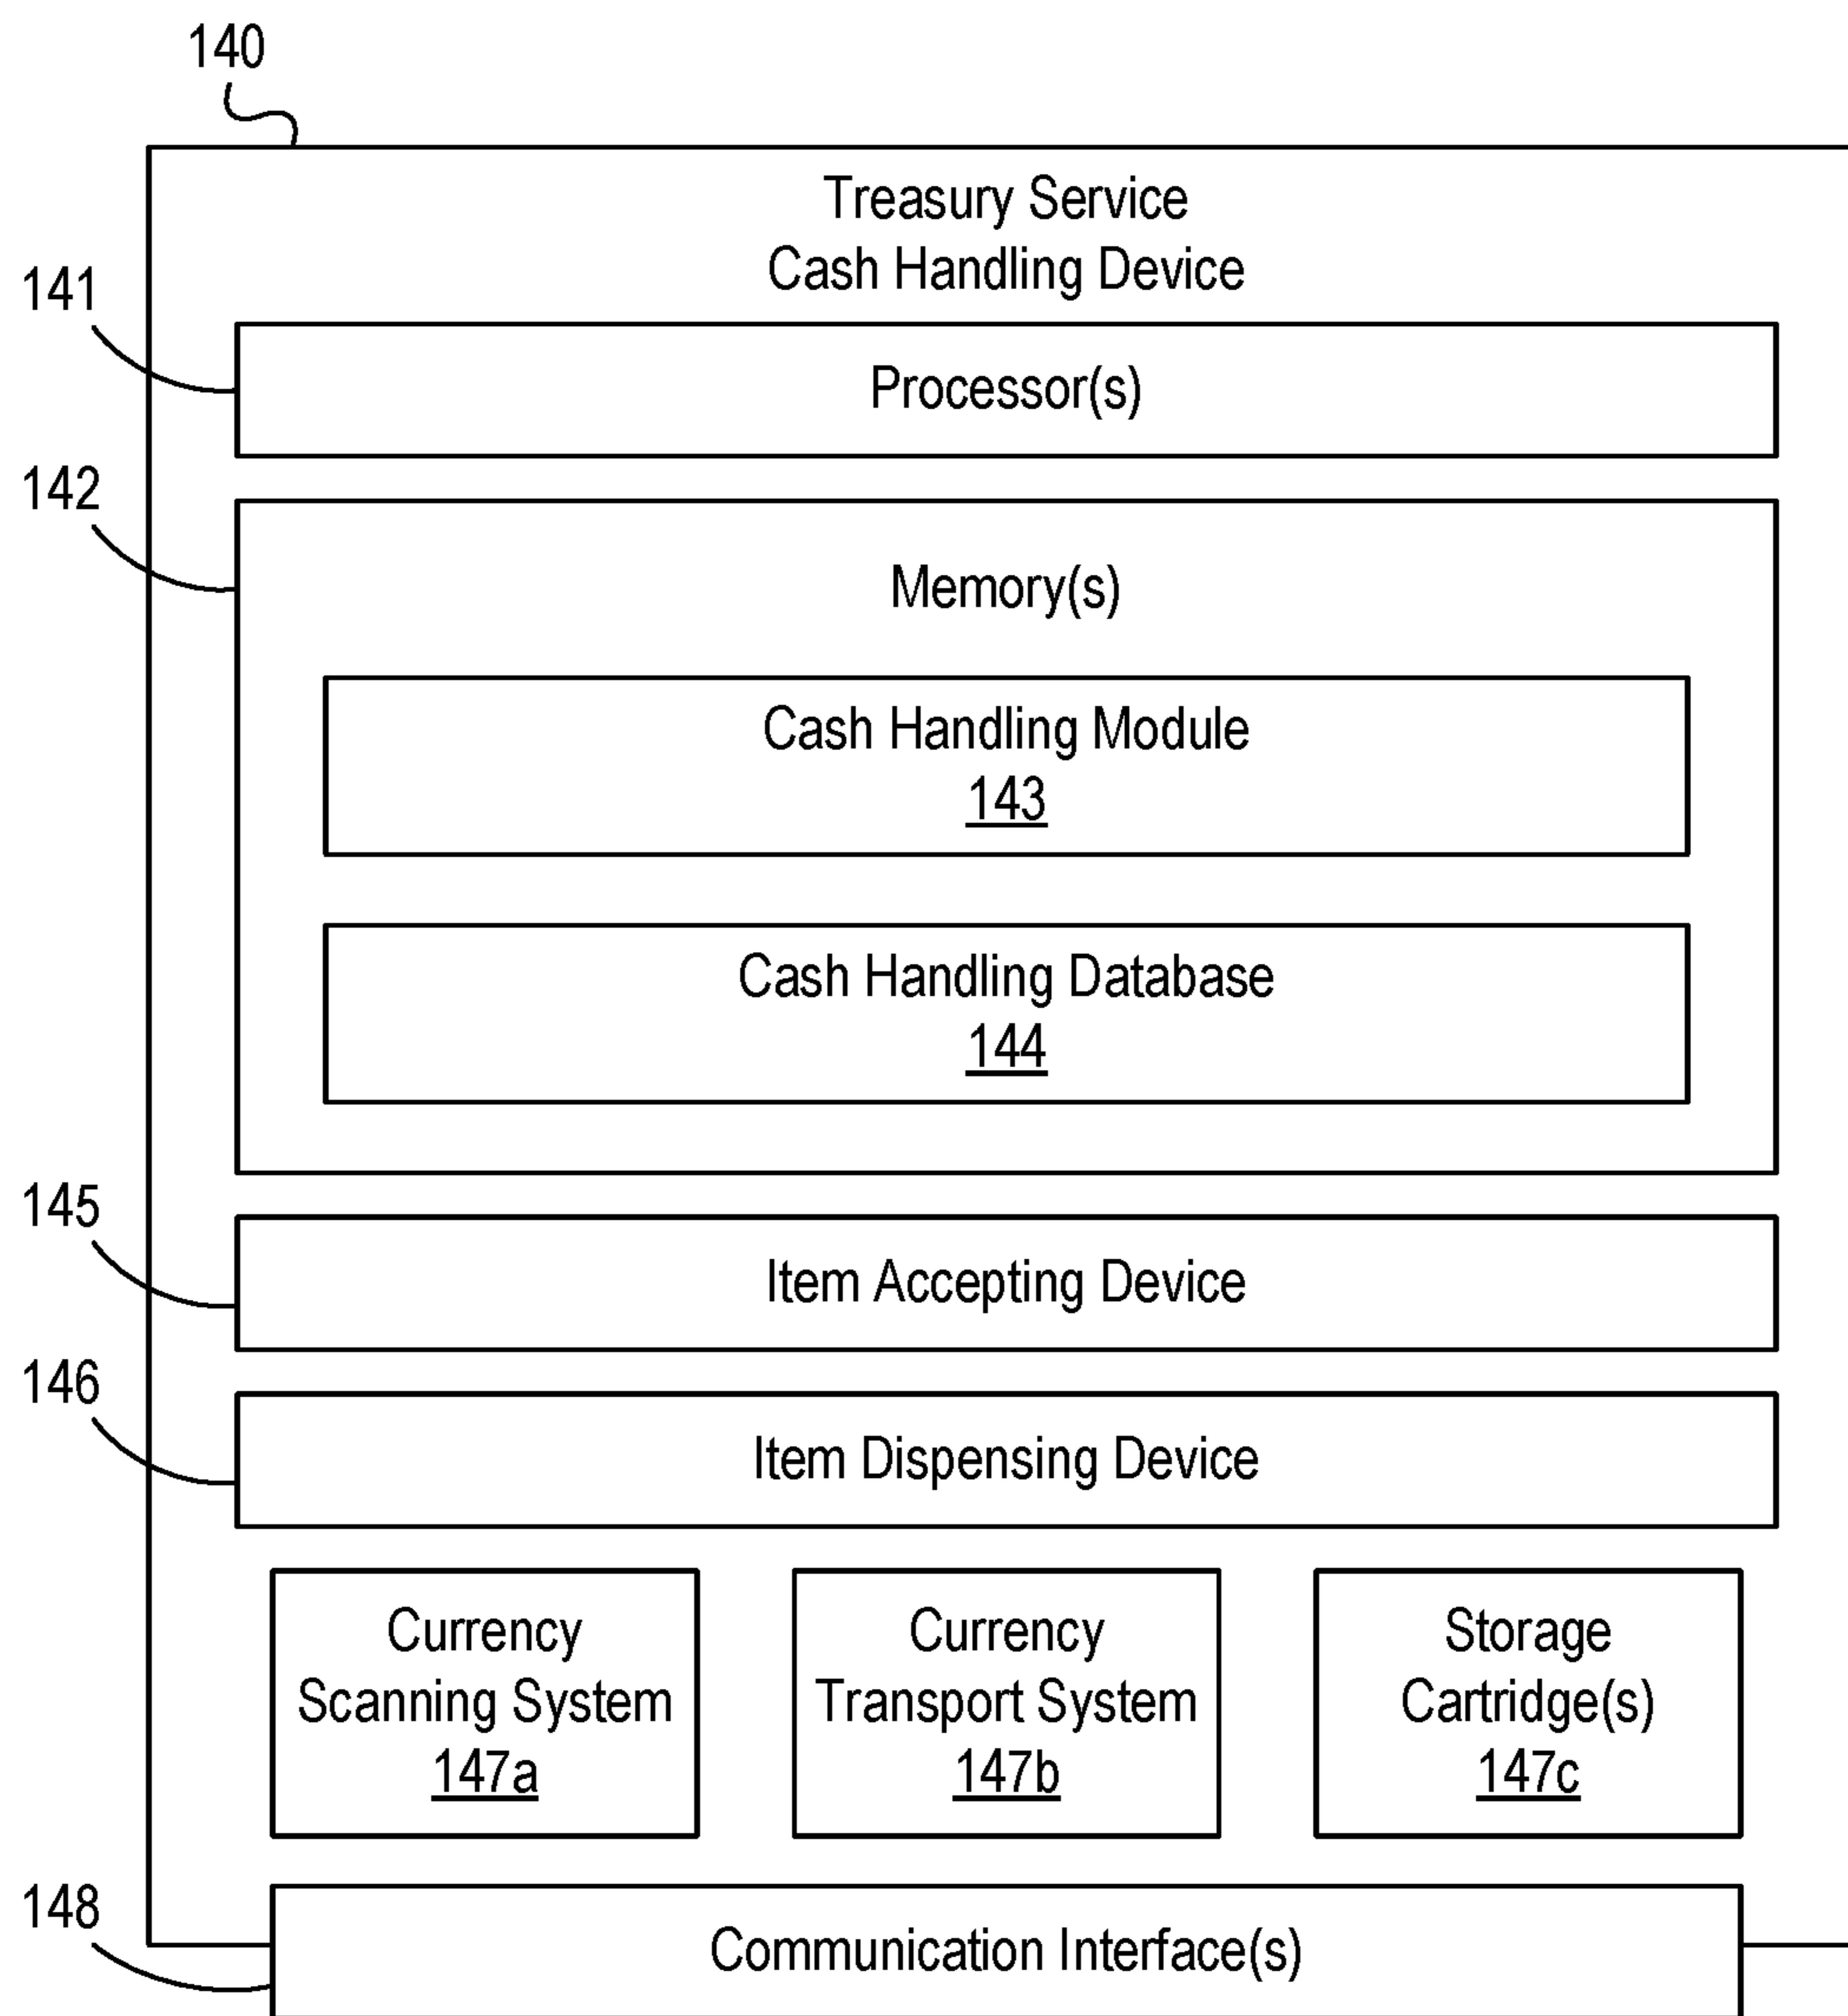 140
Treasury Service
Cash Handling Device
141
Processor(s)
142
Memory(s)
Cash Handling Module
143
Cash Handling Database
144
145
Item Accepting Device
146
Item Dispensing Device
Currency
Scanning System
147a
Currency
Transport System
147b
Storage
Cartridge(s)
147c
148
Communication Interface(s)